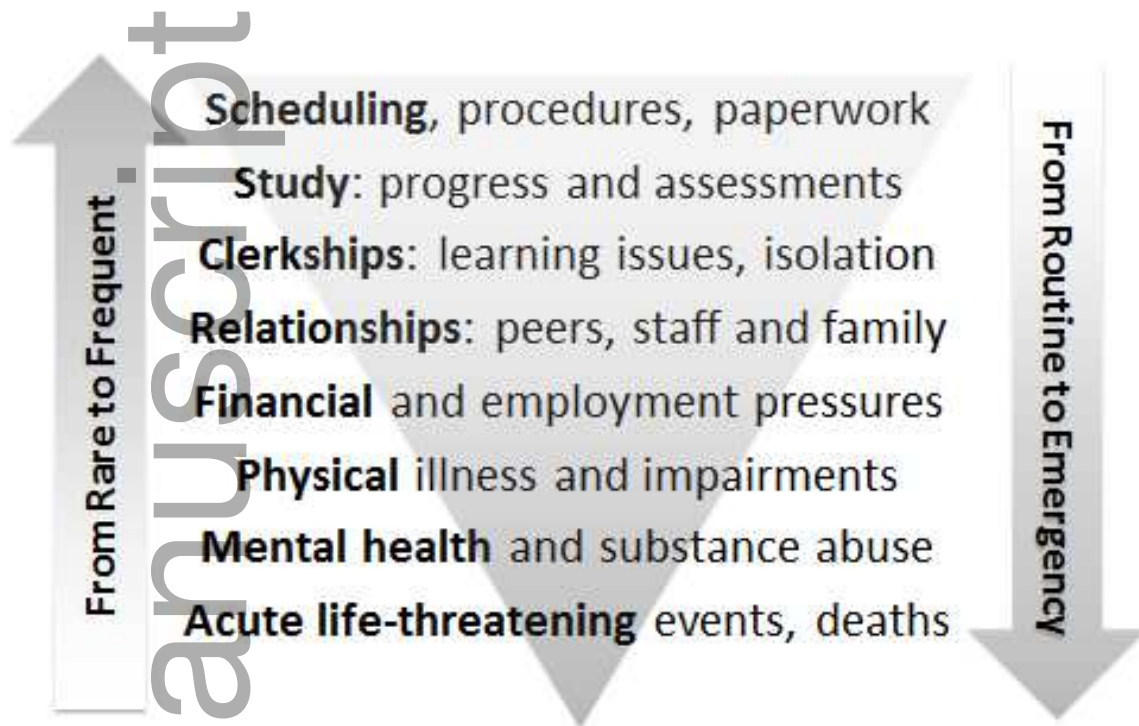 anuscript
From Rare to Frequent
Scheduling, procedures, paperwork
Study: progress and assessments
Clerkships: learning issues, isolation
Relationships: peers, staff and family
Financial and employment pressures
Physical illness and impairments
Mental health and substance abuse
Acute life-threatening events, deaths
From Routine to Emergency